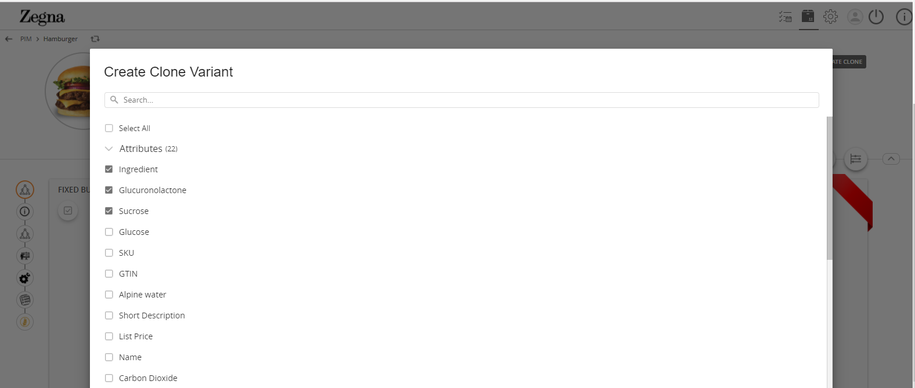 Zegna
PIM > Hamburger
Create Clone Variant
ATE CLONE
Search...
Select All
Attributes (22)
Ingredient
FIXED BL
Glucuronolactone
Sucrose
Glucose
SKU
GTIN
Alpine water
Short Description
List Price
Name
Carbon Dioxide